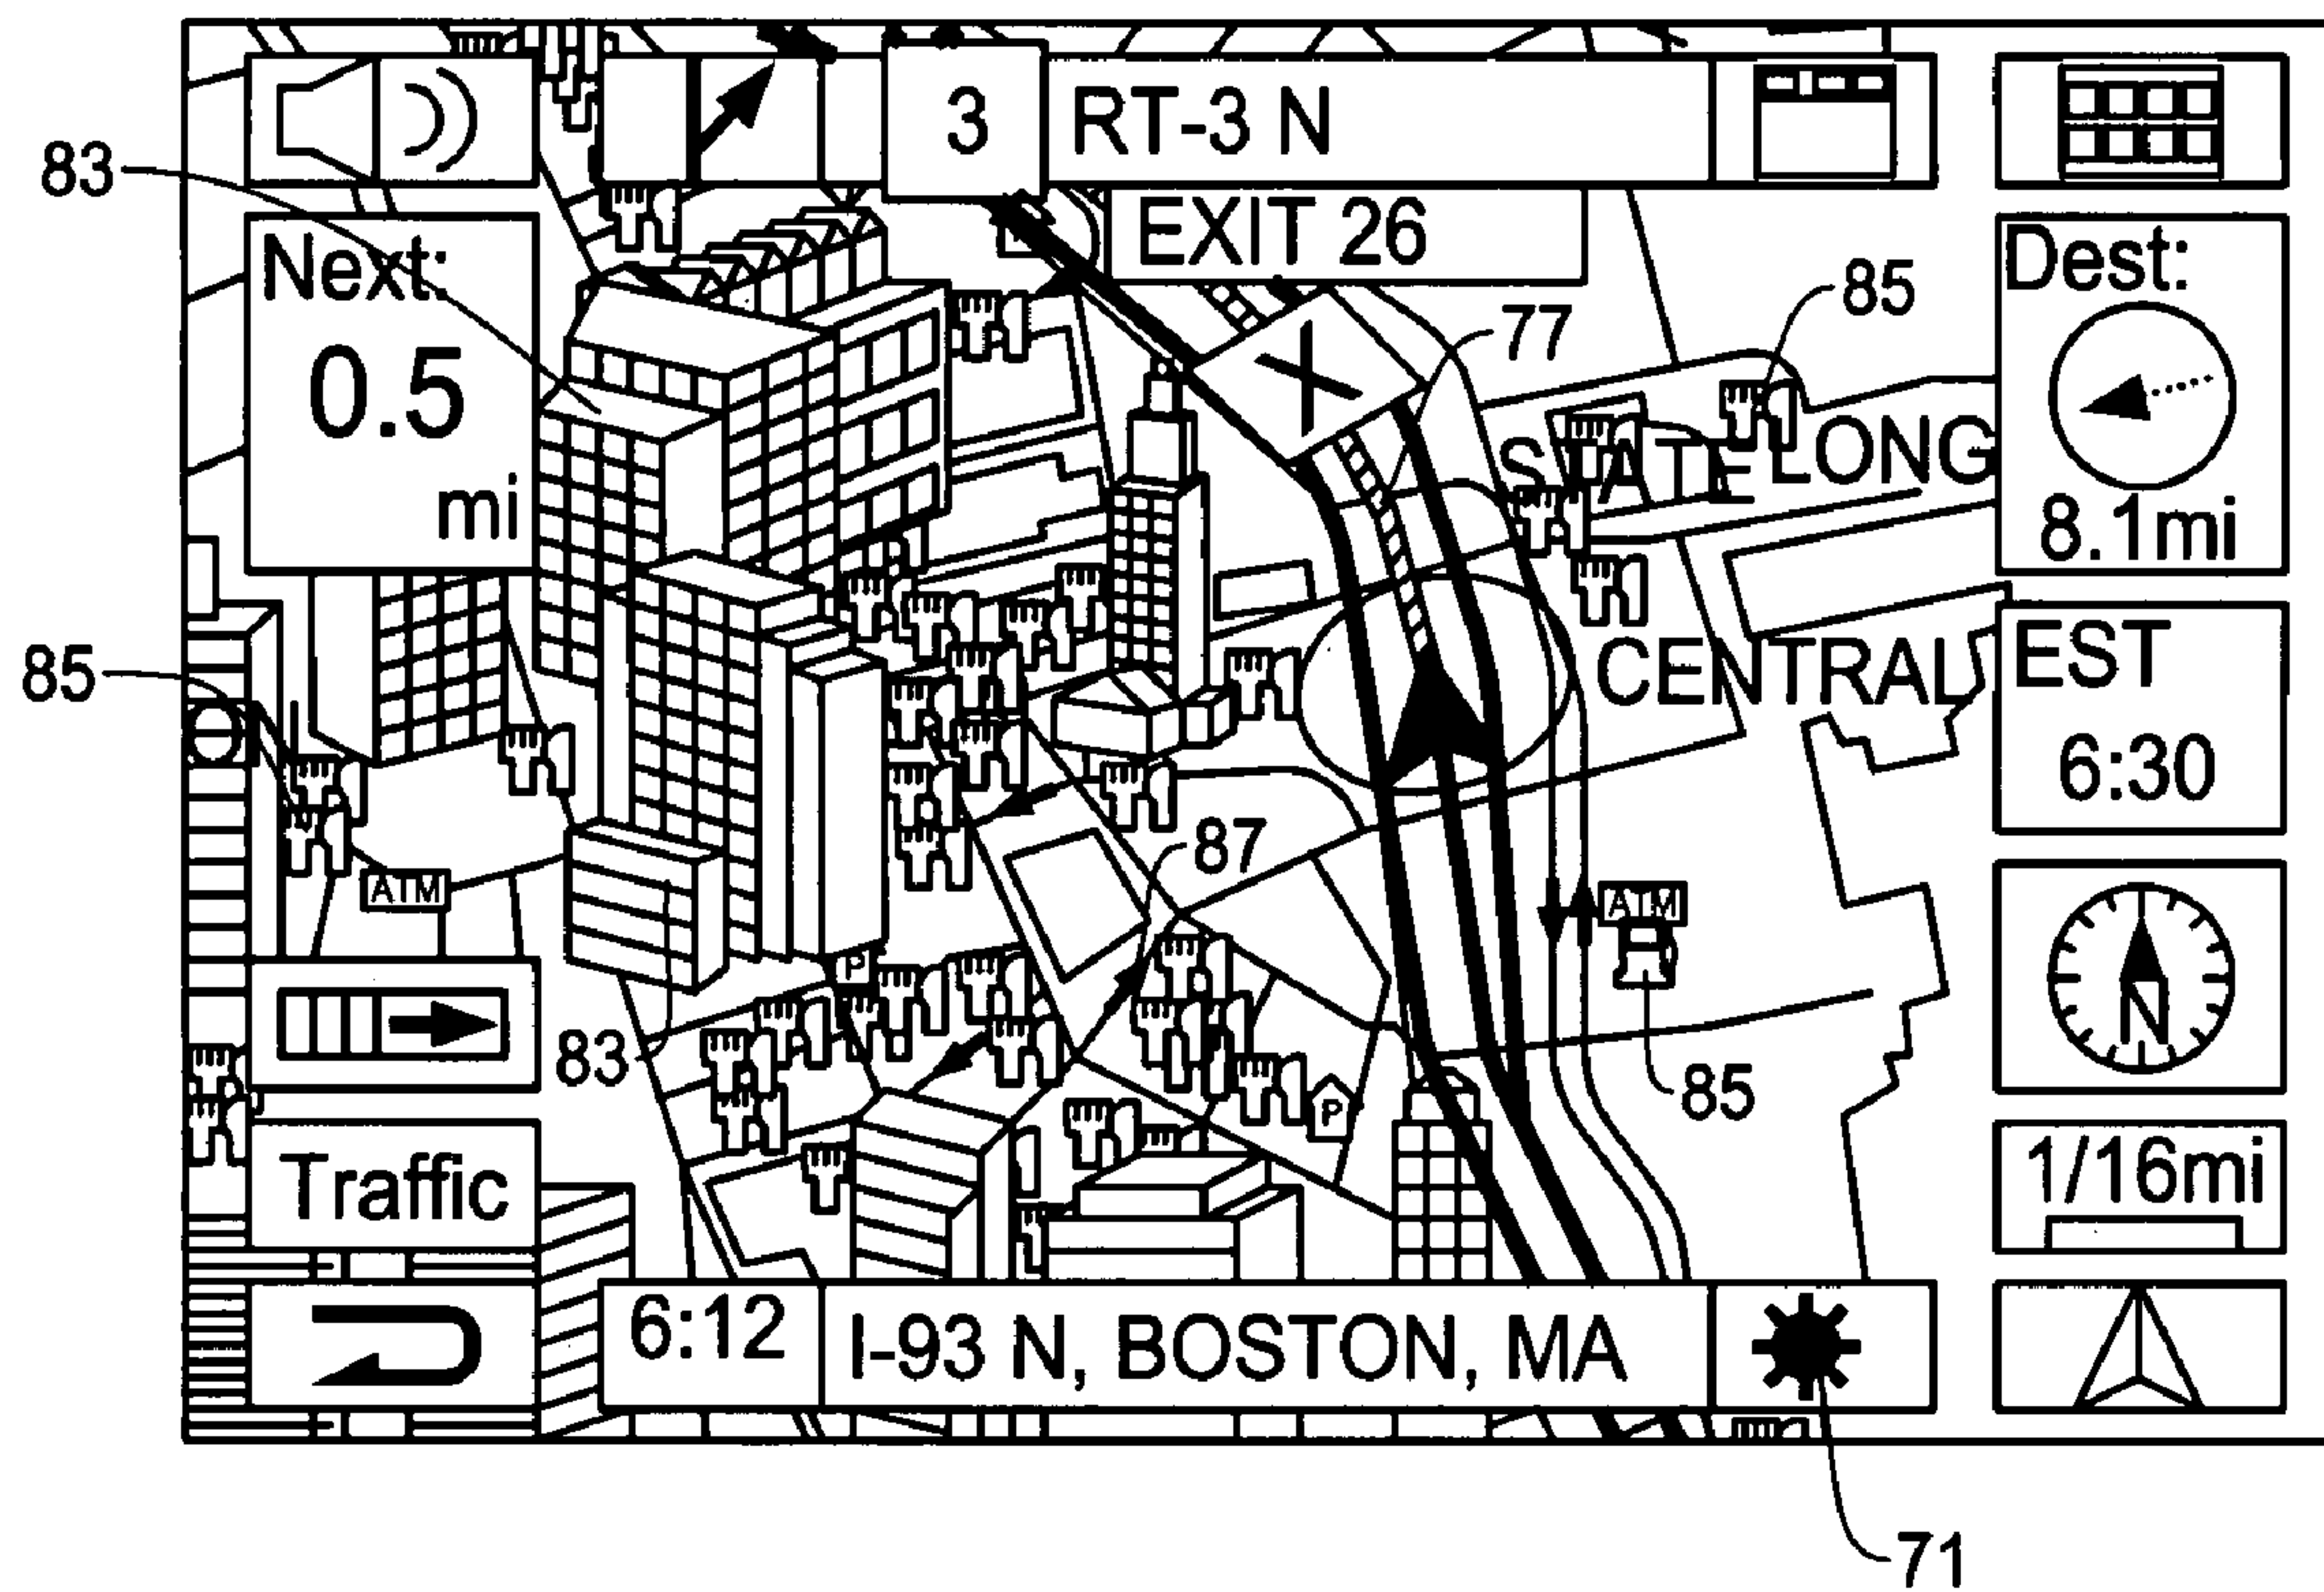 3 RT-3 N
EXIT 26
83
Next:
0.5
mi
Dest:
8.1mi
85
77
STATE
LONG
CENTRAL
EST
6:30
85
87
ATM
ATM
P
N
83
85
P
1/16mi
Traffic
6:12 I-93 N, BOSTON, MA
71